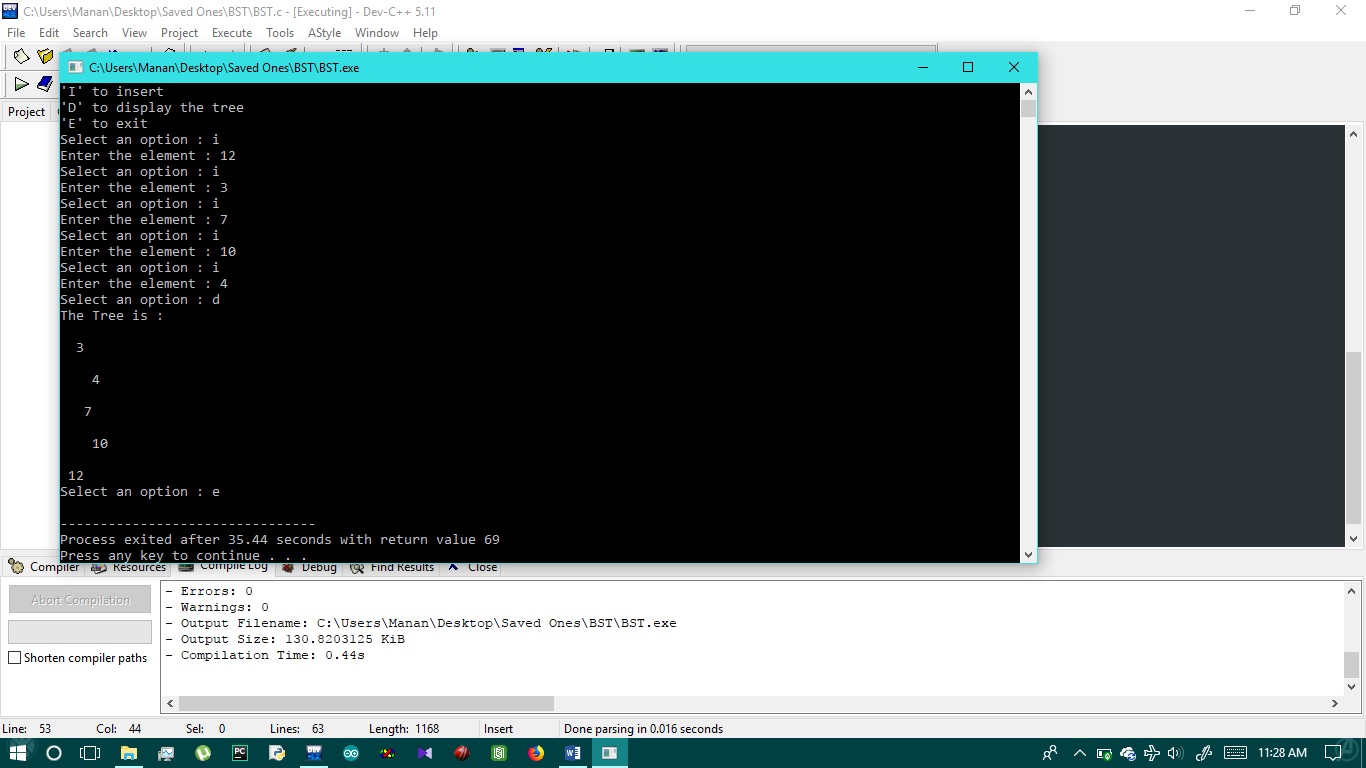 C:\Users\Manan\Desktop\Saved Ones\BST\BST.c - [Executing] - Dev-C++ 5.11
File Edit Search View Project Execute Tools AStyle Window Help
C:\Users\Manan\Desktop\Saved Ones\BST\BST.exe
Project
'I' to insert
'D' to display the tree
'E' to exit
Select an option : i
Enter the element : 12
Select an option : i
Enter the element : 3
Select an option : i
Enter the element : 7
Select an option : i
Enter the element : 10
Select an option : i
Enter the element : 4
Select an option : d
The Tree is :
3
4
7
10
12
Select an option : e
--------------------------------
Process exited after 35.44 seconds with return value 69
Press any key to continue . . .
Compiler Resources Compile Log Debug Find Results Close
Abort Compilation
Shorten compiler paths
- Errors: 0
- Warnings: 0
- Output Filename: C:\Users\Manan\Desktop\Saved Ones\BST\BST.exe
- Output Size: 130.8203125 KiB
- Compilation Time: 0.44s
Line: 53 Col: 44 Sel: 0 Lines: 63 Length: 1168 Insert Done parsing in 0.016 seconds
11:28 AM